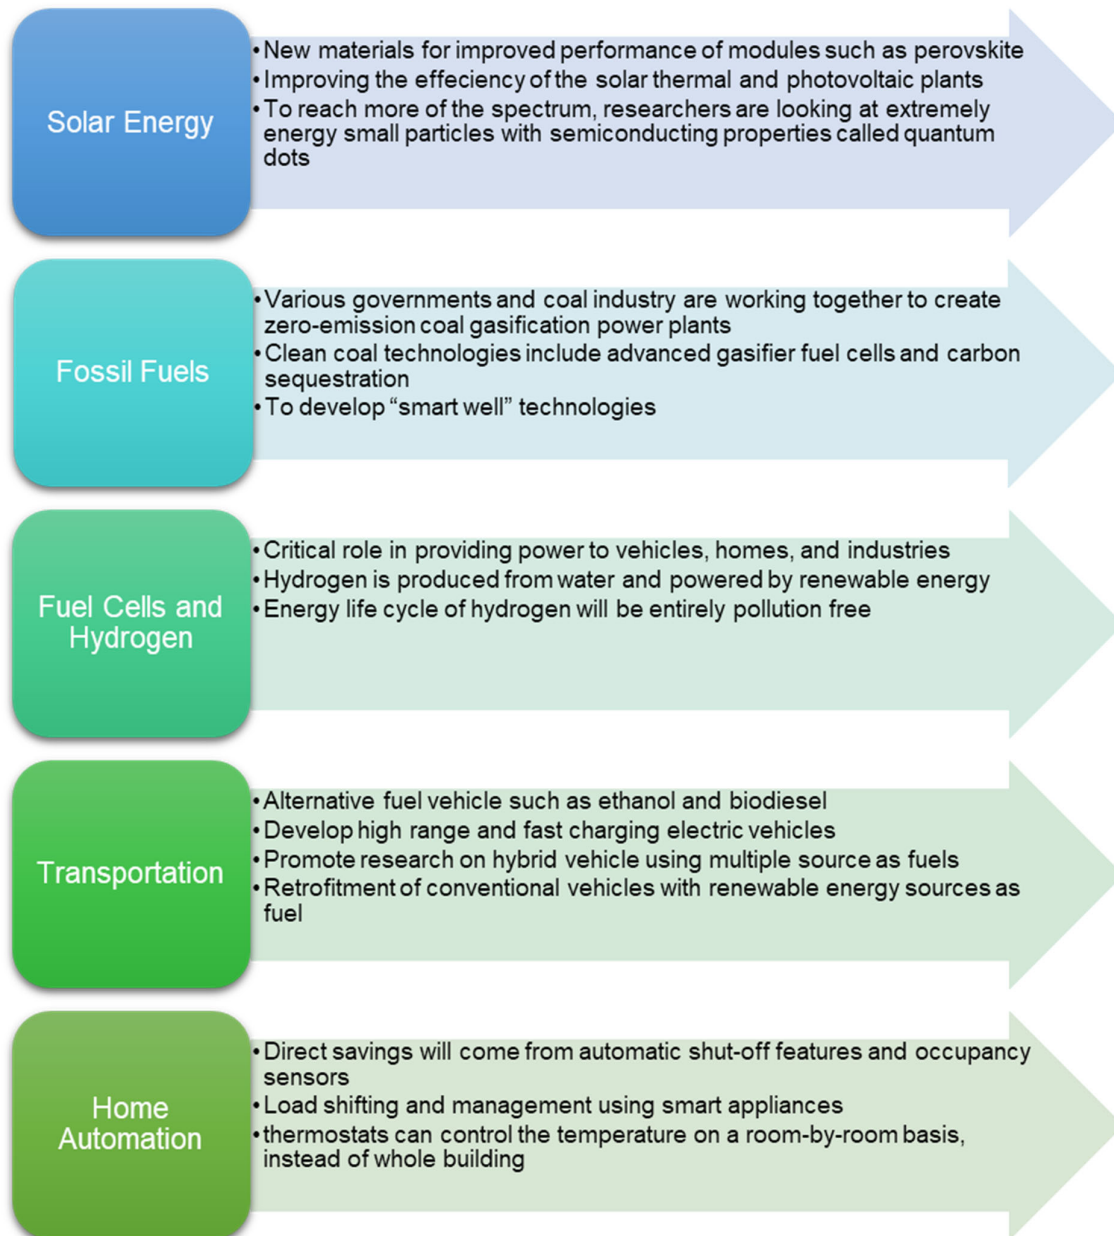 Solar Energy
• New materials for improved performance of modules such as perovskite
• Improving the effeciency of the solar thermal and photovoltaic plants
• To reach more of the spectrum, researchers are looking at extremely
energy small particles with semiconducting properties called quantum
dots
Fossil Fuels
• Various governments and coal industry are working together to create
zero-emission coal gasification power plants
• Clean coal technologies include advanced gasifier fuel cells and carbon
sequestration
• To develop “smart well” technologies
Fuel Cells and
Hydrogen
• Critical role in providing power to vehicles, homes, and industries
• Hydrogen is produced from water and powered by renewable energy
• Energy life cycle of hydrogen will be entirely pollution free
Transportation
• Alternative fuel vehicle such as ethanol and biodiesel
• Develop high range and fast charging electric vehicles
• Promote research on hybrid vehicle using multiple source as fuels
• Retrofitment of conventional vehicles with renewable energy sources as
fuel
Home
Automation
• Direct savings will come from automatic shut-off features and occupancy
sensors
• Load shifting and management using smart appliances
• thermostats can control the temperature on a room-by-room basis,
instead of whole building